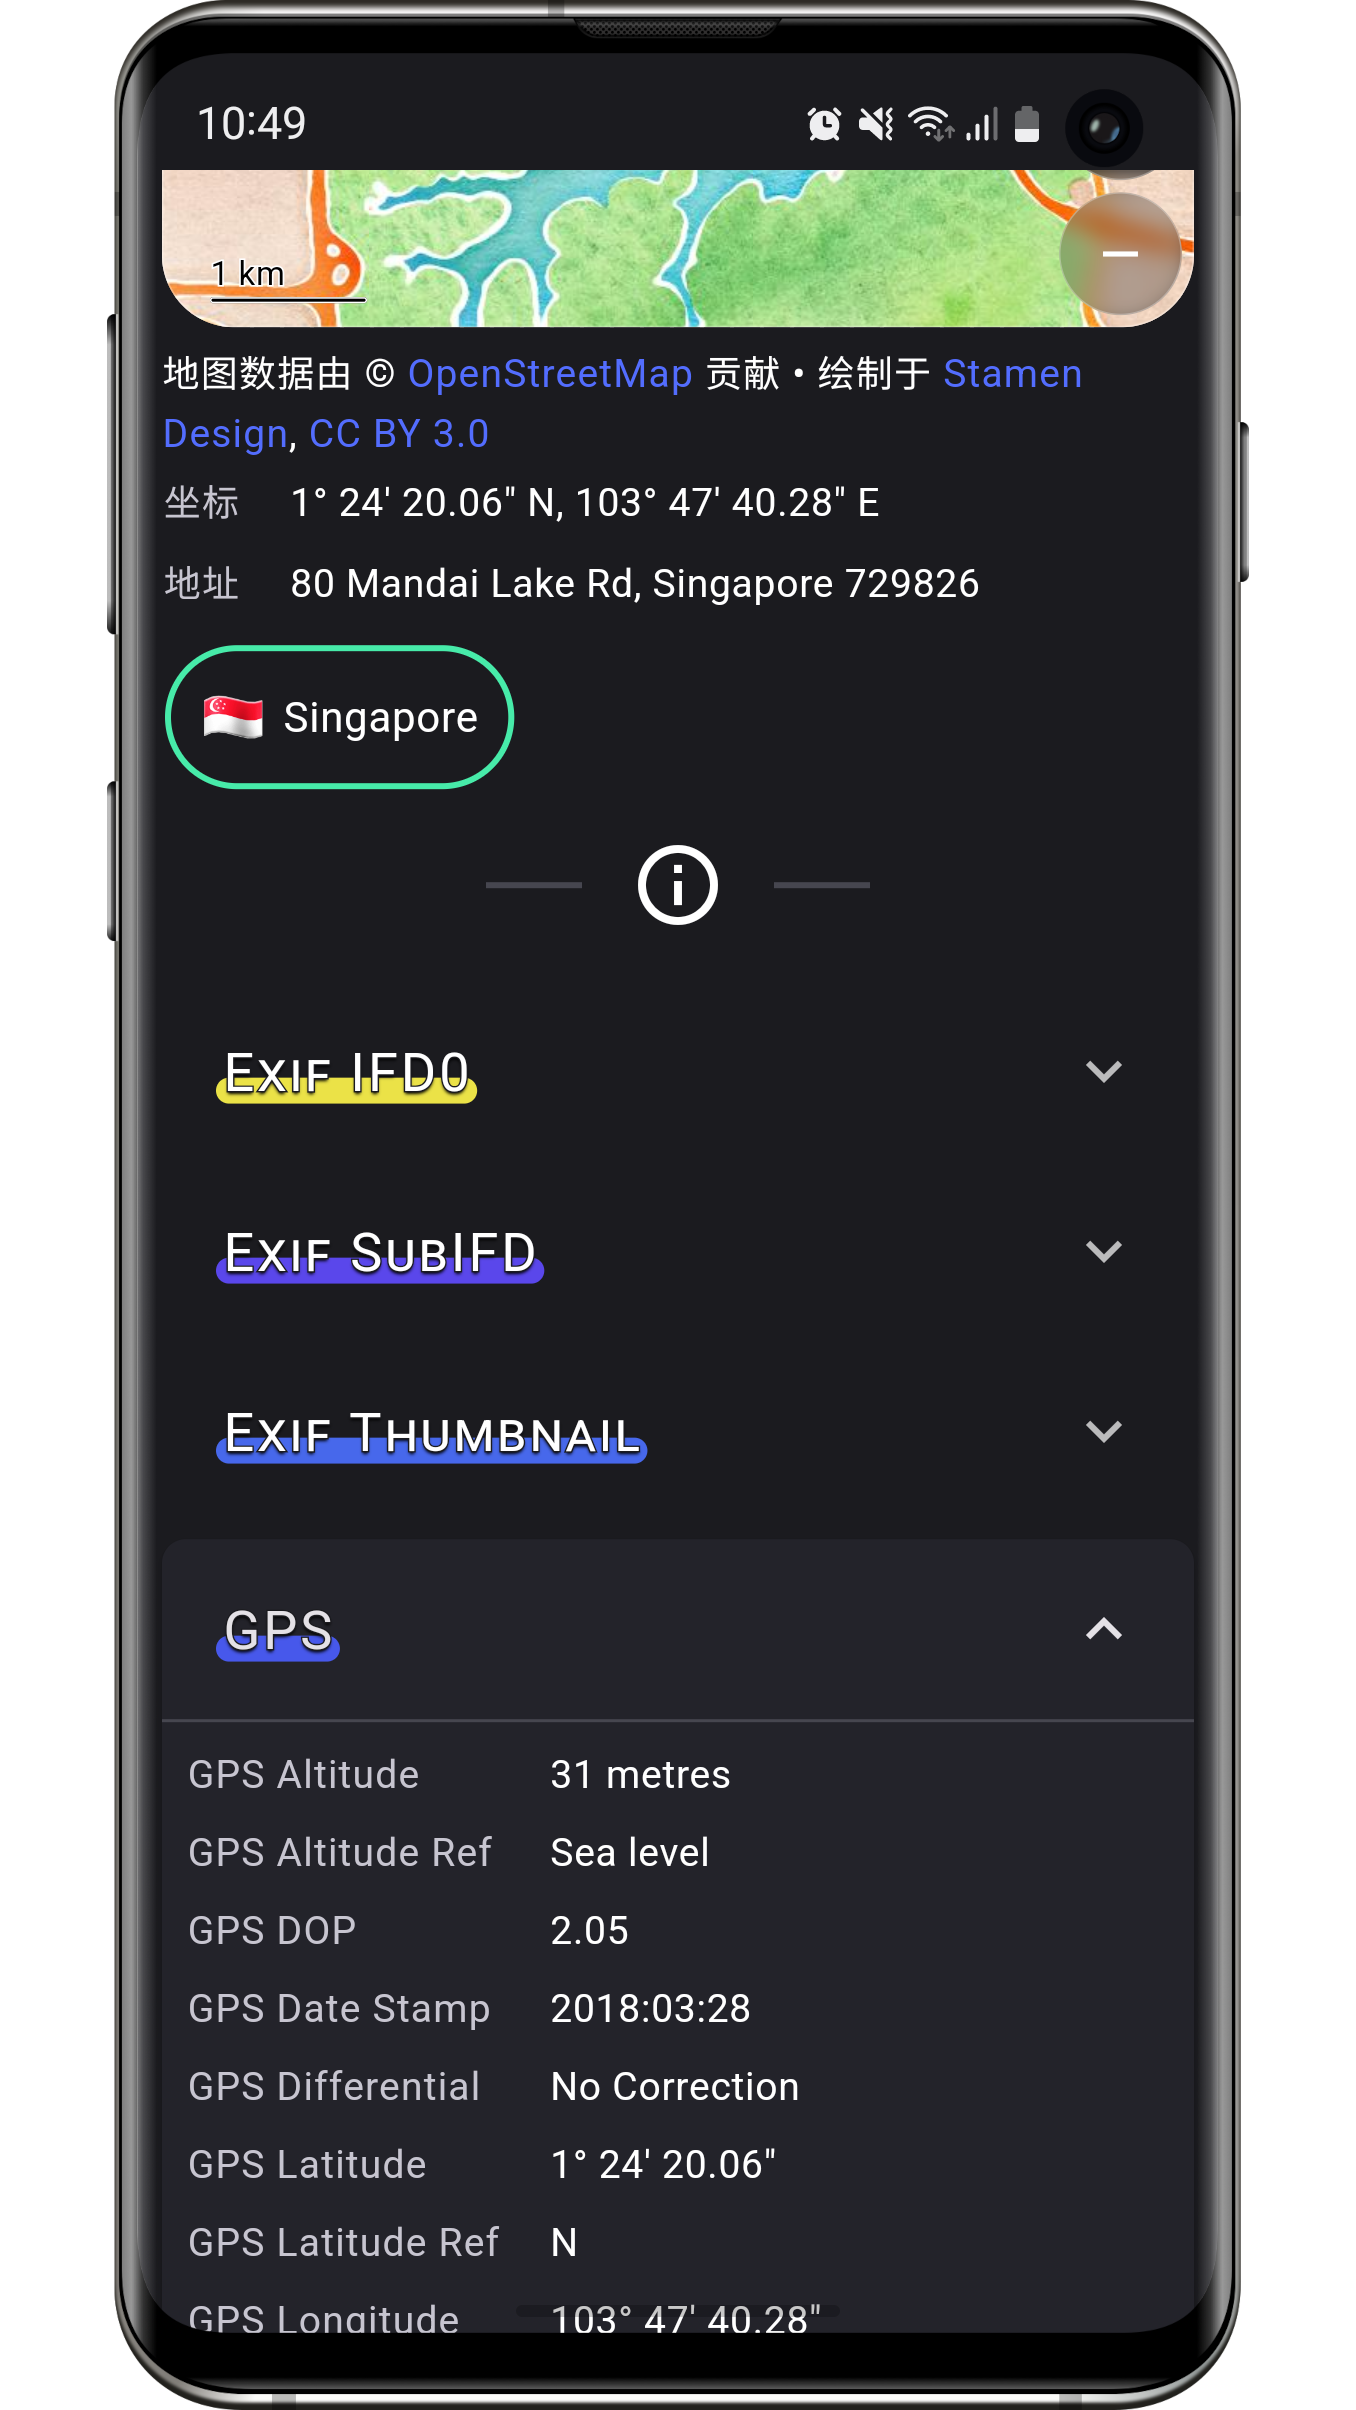 10:49
1 km
地图数据由 © OpenStreetMap 贡献 • 绘制于 Stamen
Design, CC BY 3.0
坐标 1° 24' 20.06" N, 103° 47' 40.28" E
地址 80 Mandai Lake Rd, Singapore 729826
Singapore
Exif IFD0
Exif SubIFD
Exif Thumbnail
GPS
GPS Altitude 31 metres
GPS Altitude Ref Sea level
GPS DOP 2.05
GPS Date Stamp 2018:03:28
GPS Differential No Correction
GPS Latitude 1° 24' 20.06"
GPS Latitude Ref N
GPS Longitude 103° 47' 40.28"